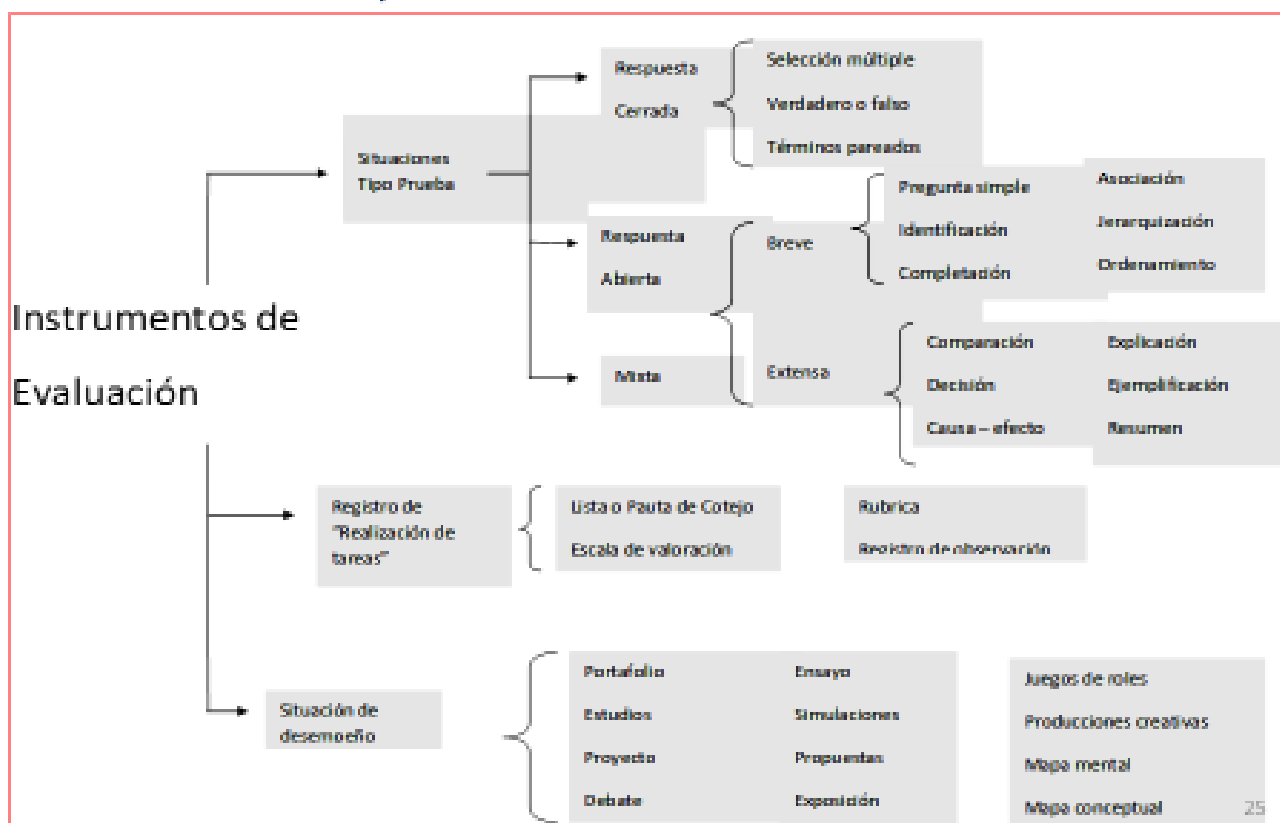 Instrumentos de
Evaluación
Situaciones
Tipo Prueba
Respuesta
Cerrada
Selección múltiple
Verdadero o falso
Términos pareados
Respuesta
Abierta
Breve
Pregunta simple
Identificación
Completación
Asociación
Jerarquización
Ordenamiento
Extensa
Comparación
Decisión
Causa – efecto
Explicación
Ejemplificación
Resumen
Mixta
Registro de
"Realización de
tareas"
Lista o Pauta de Cotejo
Escala de valoración
Rubrica
Registro de observación
Situación de
desempeño
Portafolio
Estudios
Proyecto
Debate
Ensayo
Simulaciones
Propuestas
Exposición
Juegos de roles
Producciones creativas
Mapa mental
Mapa conceptual
25